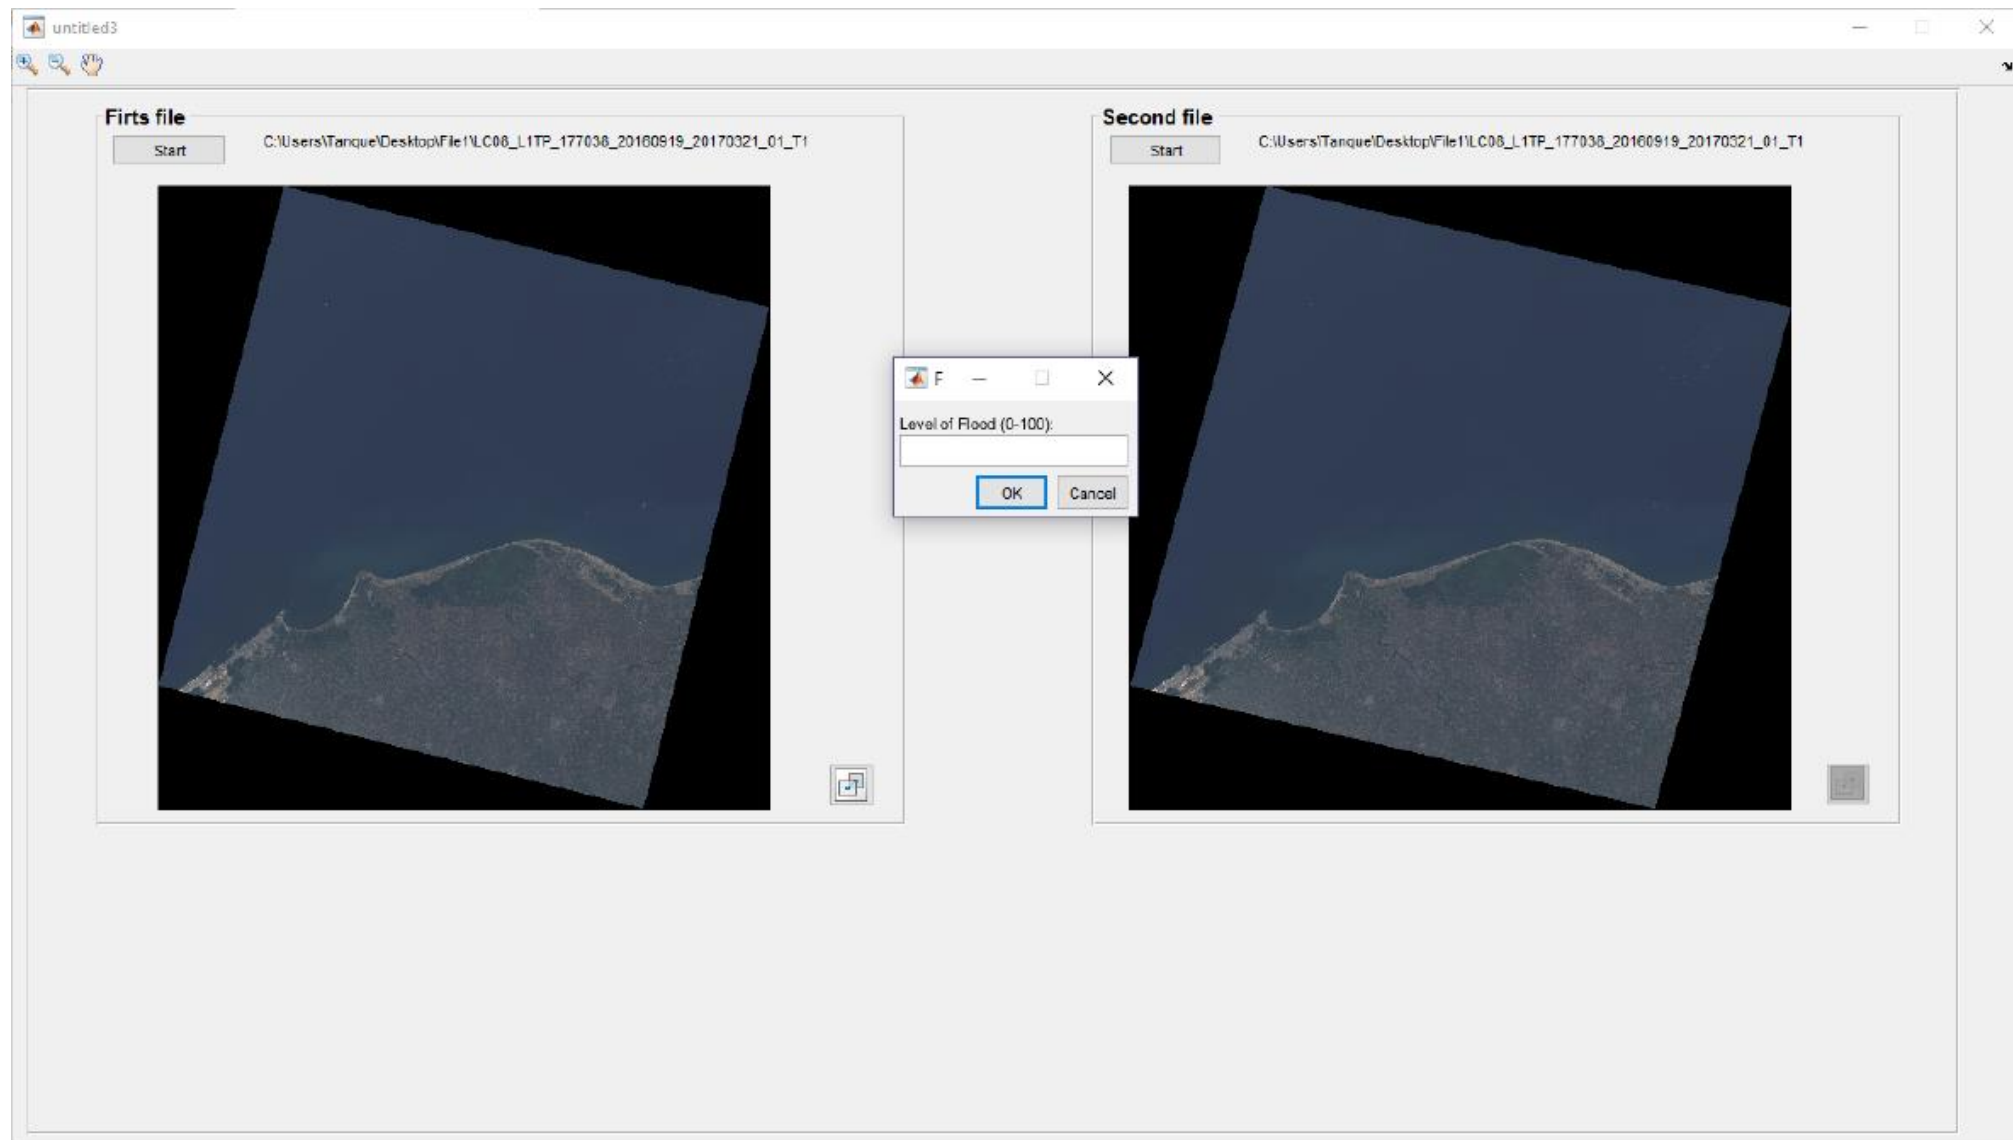 untitled3
Firts file
Start
C:\Users\Tanque\Desktop\File1\LC08_L1TP_177038_20160919_20170321_01_T1
Second file
Start
C:\Users\Tanque\Desktop\File1\LC08_L1TP_177038_20160919_20170321_01_T1
F
Level of Flood (0-100):
OK
Cancel